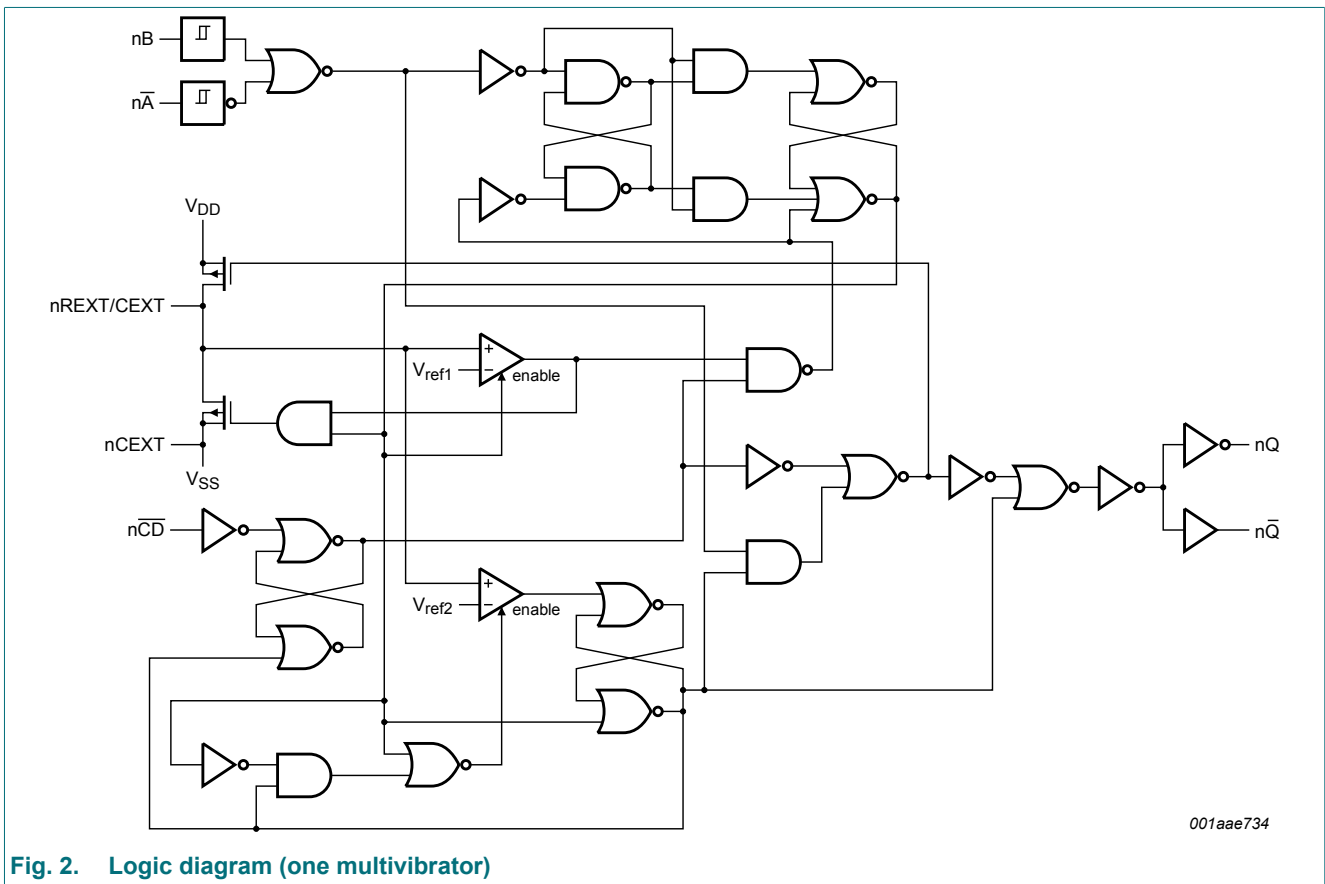 nB
nA̅
VDD
nREXT/CEXT
+
Vref1
−
enable
nCEXT
VSS
nQ
nC̅D̅
nQ̅
+
Vref2
−
enable
001aae734
Fig. 2. Logic diagram (one multivibrator)